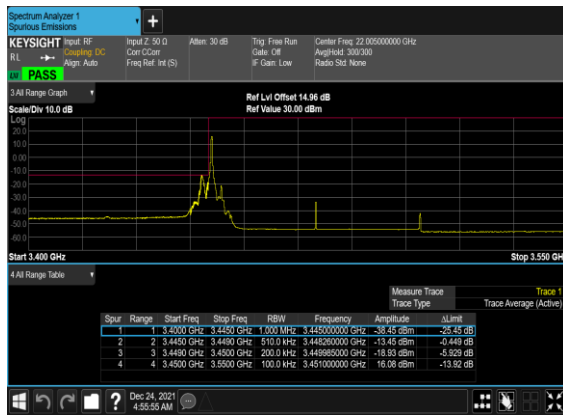 Spectrum Analyzer 1
Spurious Emissions
KEYSIGHT Input: RF Input Z: 50 Ω Atten: 30 dB Trig: Free Run Center Freq: 22.005000000 GHz
RL Coupling: DC Corr CCorr Gate: Off Avg|Hold: 300/300
Align: Auto Freq Ref: Int (S) IF Gain: Low Radio Std: None
PASS
3 All Range Graph
Ref Lvl Offset 14.96 dB
Scale/Div 10.0 dB Ref Value 30.00 dBm
Log
20.0
10.0
0.00
-10.0
-20.0
-30.0
-40.0
-50.0
-60.0
Start 3.400 GHz Stop 3.550 GH
4 All Range Table
Measure Trace Trace 1
Trace Type Trace Average (Active)
Spur Range Start Freq Stop Freq RBW Frequency Amplitude ΔLimit
1 1 3.4000 GHz 3.4450 GHz 1.000 MHz 3.445000000 GHz -38.45 dBm -25.45 dB
2 2 3.4450 GHz 3.4490 GHz 510.0 kHz 3.448260000 GHz -13.45 dBm -0.449 dB
3 3 3.4490 GHz 3.4500 GHz 200.0 kHz 3.449985000 GHz -18.93 dBm -5.929 dB
4 4 3.4500 GHz 3.5500 GHz 100.0 kHz 3.451000000 GHz 16.08 dBm -13.92 dB
Dec 24, 2021
4:55:55 AM